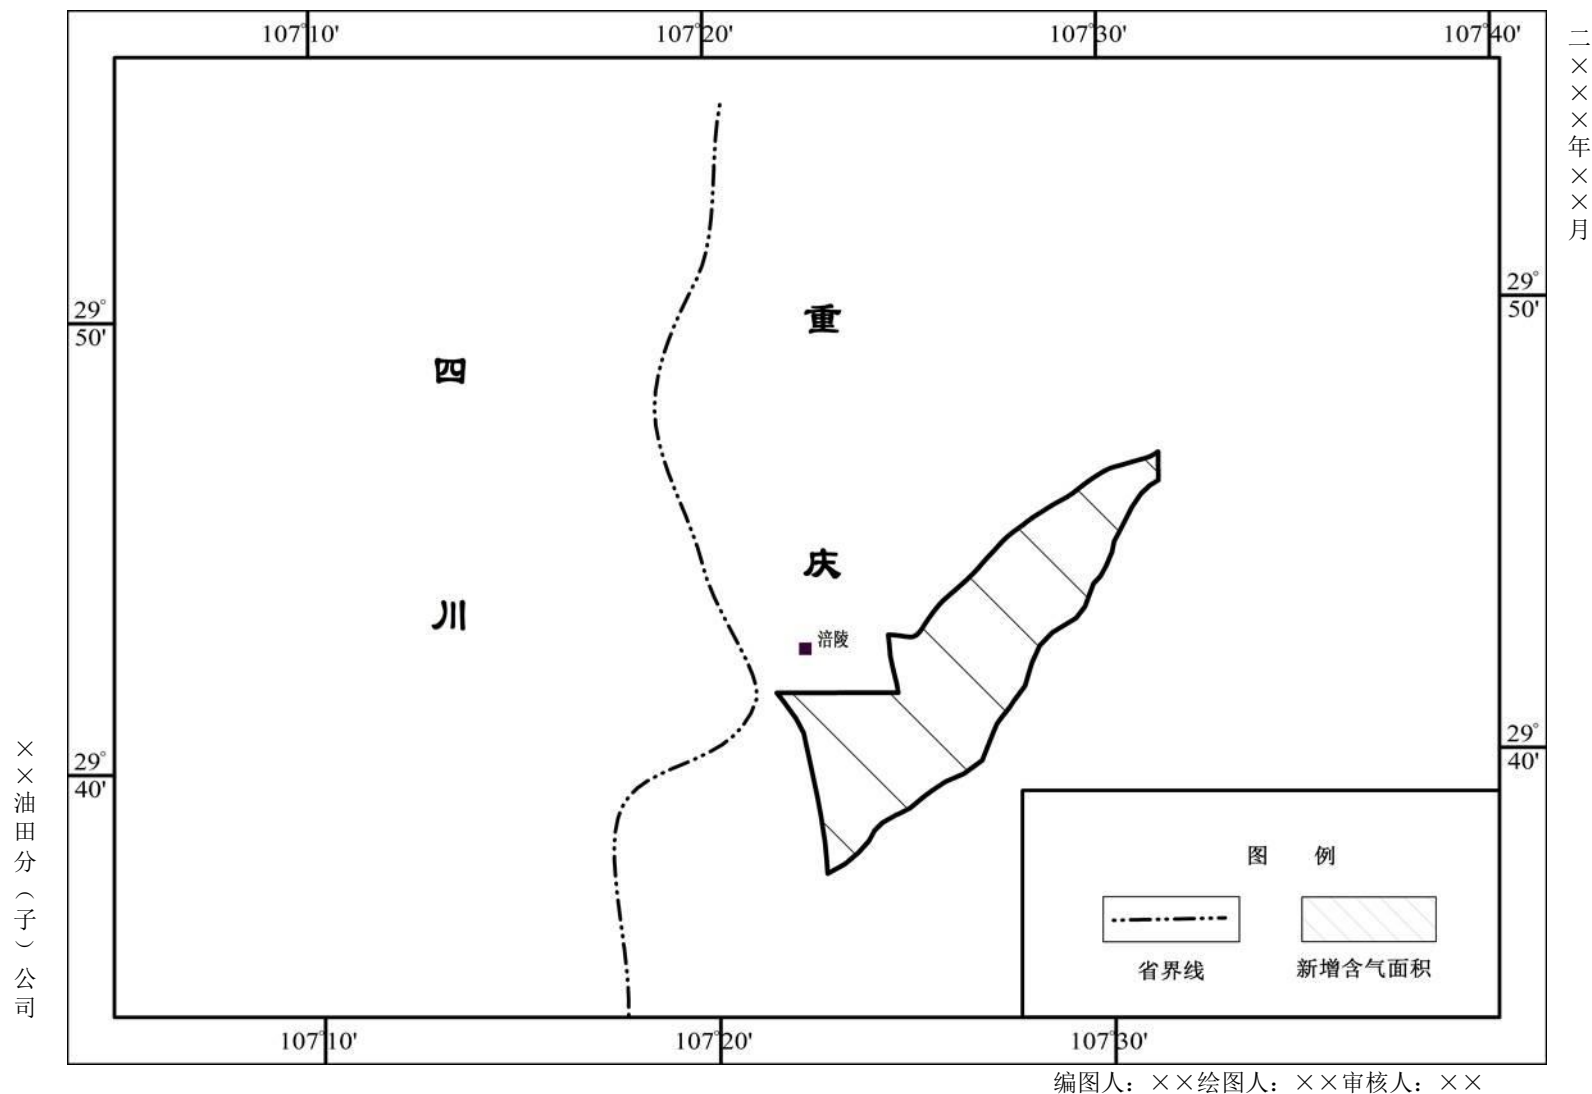 107°10' 107°20' 107°30' 107°40'
二×××年××月
29°
50'
29°
50'
重
四
庆
川
涪陵
29°
40'
29°
40'
××油田分（子）公司
图 例
省界线 新增含气面积
107°10' 107°20' 107°30'
编图人：××绘图人：××审核人：××